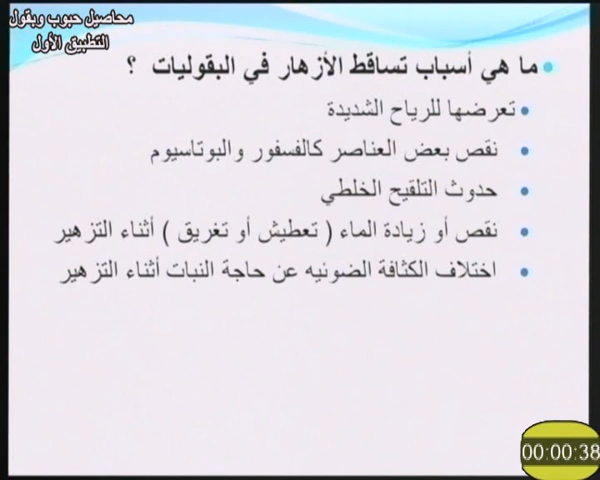 محاصيل حبوب وبقول
التطبيق الأول
ما هي أسباب تساقط الأزهار في البقوليات ؟
تعرضها للرياح الشديدة
نقص بعض العناصر كالفسفور والبوتاسيوم
حدوث التلقيح الخلطي
نقص أو زيادة الماء ( تعطيش أو تغريق ) أثناء التزهير
اختلاف الكثافة الضوئيه عن حاجة النبات أثناء التزهير
00:00:38